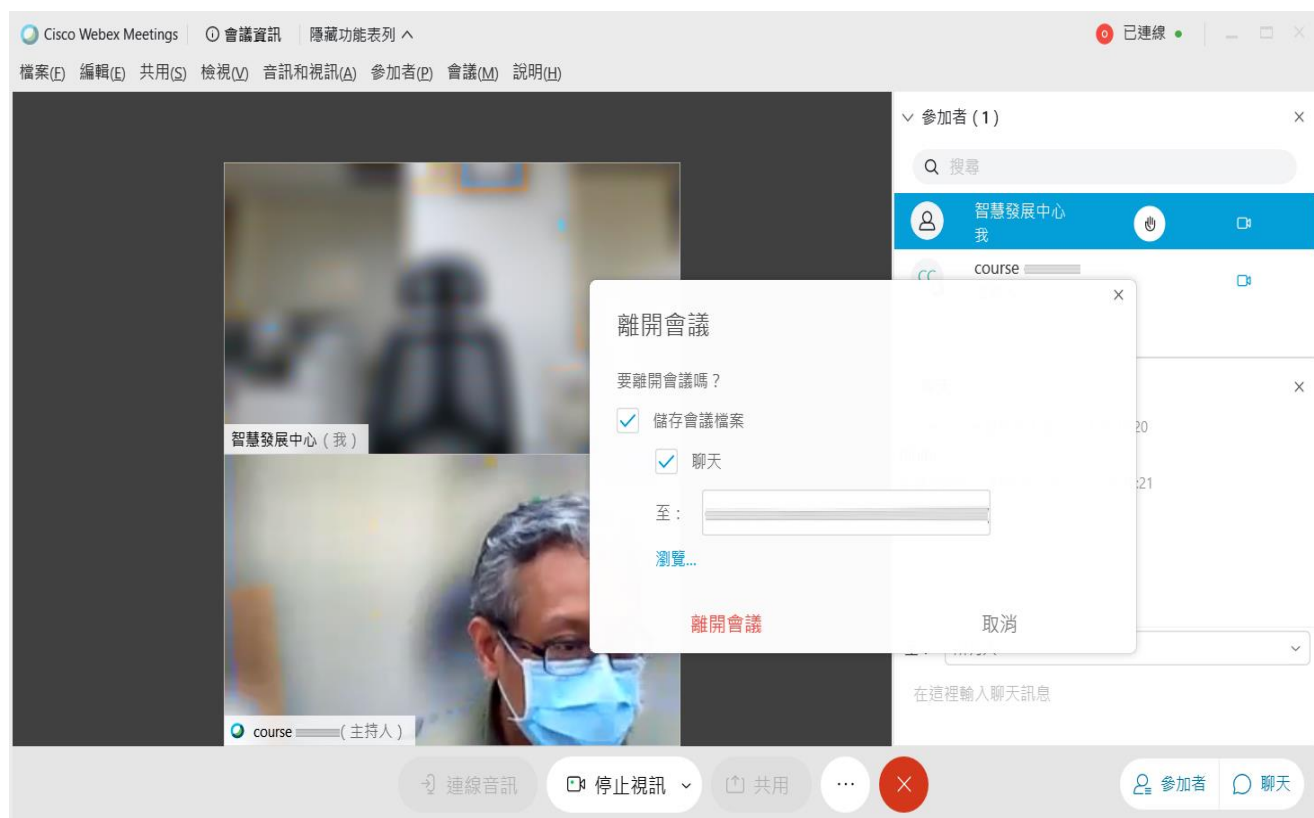 Cisco Webex Meetings 會議資訊 隱藏功能表列 已連線
檔案(F) 編輯(E) 共用(S) 檢視(V) 音訊和視訊(A) 參加者(P) 會議(M) 說明(H)
參加者 (1)
搜尋
智慧發展中心
我
CC course
離開會議
要離開會議嗎？
儲存會議檔案
聊天
至：
瀏覽...
離開會議 取消
20
:21
智慧發展中心（我）
course (主持人)
在這裡輸入聊天訊息
連線音訊 停止視訊 共用 ... 參加者 聊天